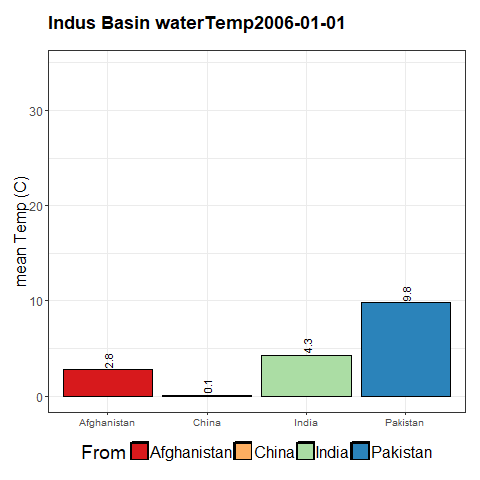 Indus Basin waterTemp2006-01-01
mean Temp (C)
30
20
10
0
2.8
0.1
4.3
9.8
Afghanistan China India Pakistan
From Afghanistan China India Pakistan